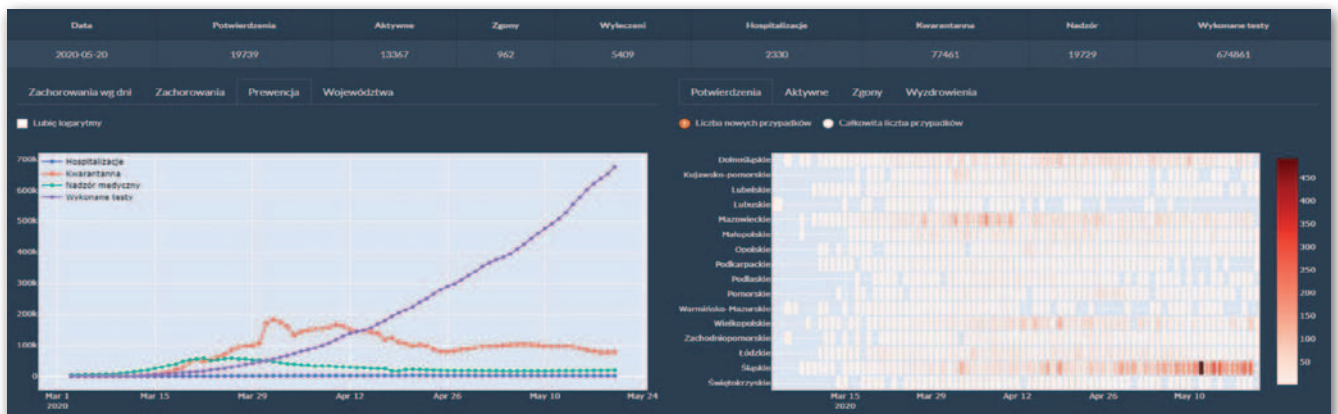 Data Potwierdzenia Aktywne Zgony Wyleczeni Hospitalizacje Kwarantanna Nadzór Wykonane testy
2020-05-20 19739 13367 962 5409 2330 77461 19729 674861
Zachorowania wg dni Zachorowania Prewencja Województwa
Lubię logarytmy
700k
600k
500k
400k
300k
200k
100k
0
Hospitalizacje
Kwarantanna
Nadzór medyczny
Wykonane testy
Mar 1 Mar 15 Mar 29 Apr 12 Apr 26 May 10 May 24
2020
Potwierdzenia Aktywne Zgony Wyzdrowienia
Liczba nowych przypadków Całkowita liczba przypadków
Dolnośląskie
Kujawsko-pomorskie
Lubelskie
Lubuskie
Mazowieckie
Małopolskie
Opolskie
Podkarpackie
Podlaskie
Pomorskie
Warmińsko-Mazurskie
Wielkopolskie
Zachodniopomorskie
Łódzkie
Śląskie
Świętokrzyskie
Mar 15 Mar 29 Apr 12 Apr 26 May 10
2020
450
400
350
300
250
200
150
100
50